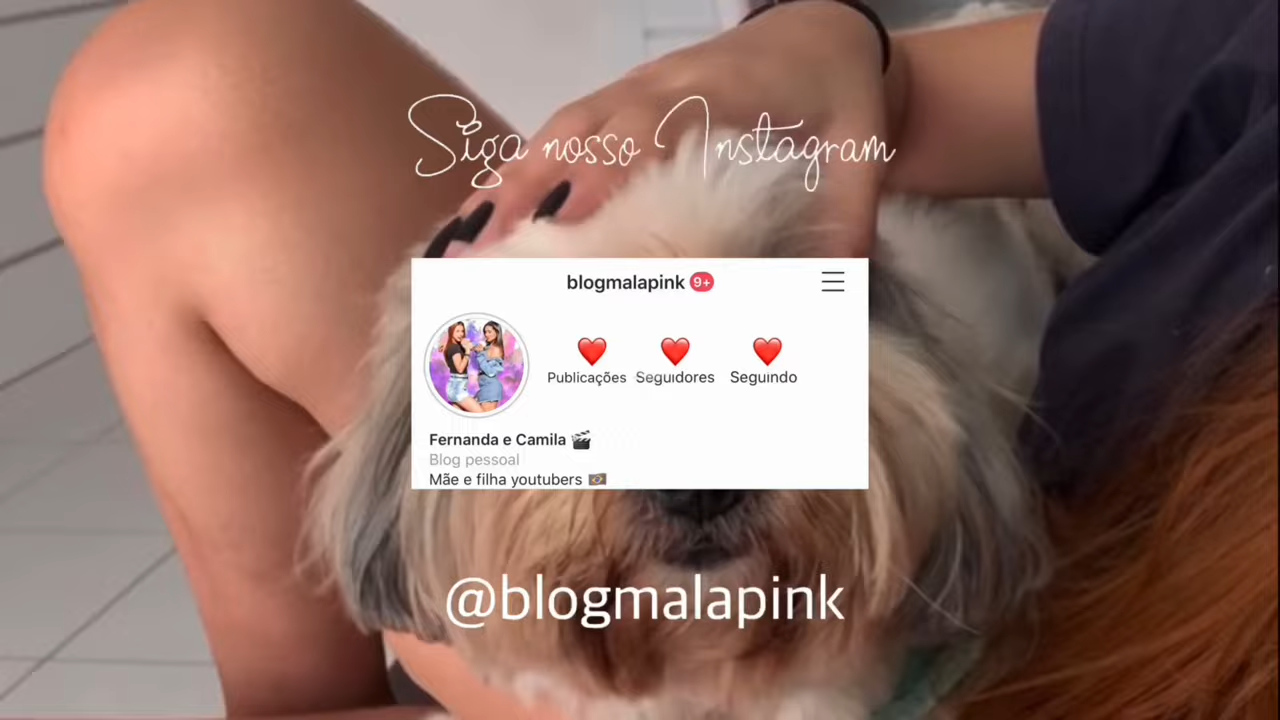 Siga nosso Instagram
blogmalapink 9+
Publicações Seguidores Seguindo
Fernanda e Camila
Blog pessoal
Mãe e filha youtubers
@blogmalapink